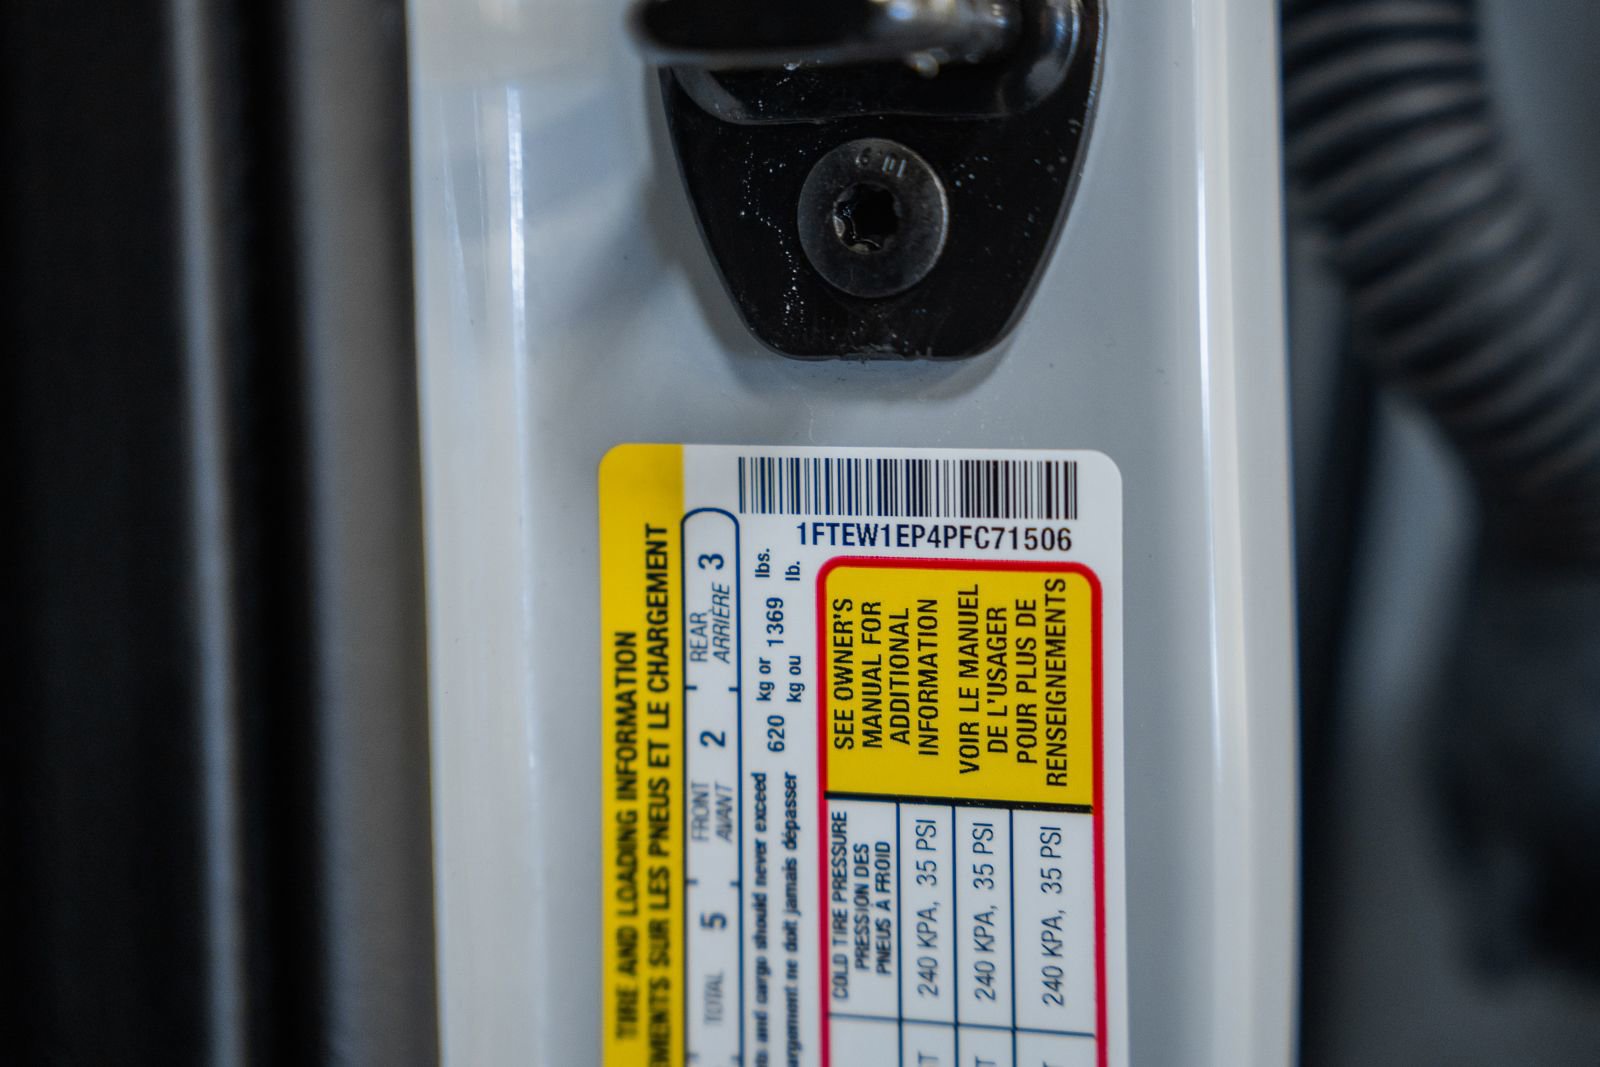 1FTEW1EP4PFC71506
TIRE AND LOADING INFORMATION
SUR LES PNEUS ET LE CHARGEMENT
TOTAL 5 FRONT 2 REAR 3
AVANT ARRIÈRE
and cargo should never exceed 620 kg or 1369 lbs.
ne doit jamais dépasser kg ou lb.
SEE OWNER'S
MANUAL FOR
ADDITIONAL
INFORMATION
VOIR LE MANUEL
DE L'USAGER
POUR PLUS DE
RENSEIGNEMENTS
COLD TIRE PRESSURE
PRESSION DES
PNEUS À FROID
240 KPA, 35 PSI
240 KPA, 35 PSI
240 KPA, 35 PSI